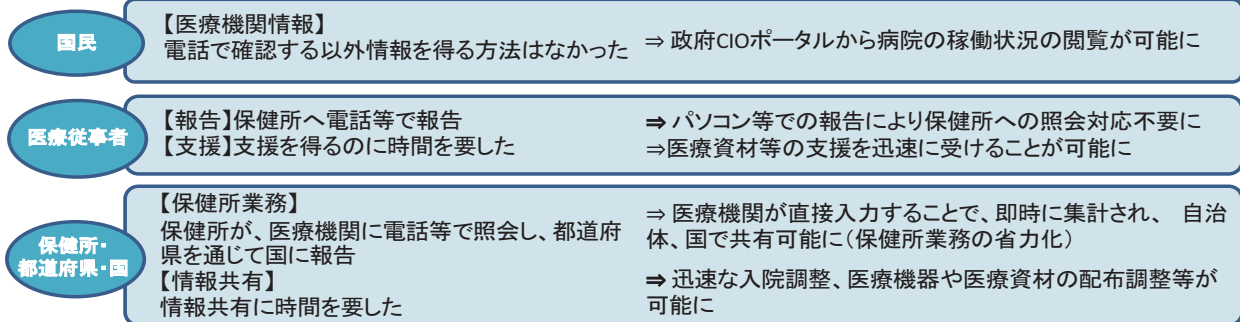 国民
【医療機関情報】
電話で確認する以外情報を得る方法はなかった
⇒ 政府CIOポータルから病院の稼働状況の閲覧が可能に
医療従事者
【報告】保健所へ電話等で報告
【支援】支援を得るのに時間を要した
⇒ パソコン等での報告により保健所への照会対応不要に
⇒医療資材等の支援を迅速に受けることが可能に
保健所・
都道府県・国
【保健所業務】
保健所が、医療機関に電話等で照会し、都道府
県を通じて国に報告
【情報共有】
情報共有に時間を要した
⇒ 医療機関が直接入力することで、即時に集計され、 自治
体、国で共有可能に(保健所業務の省力化)
⇒ 迅速な入院調整、医療機器や医療資材の配布調整等が
可能に